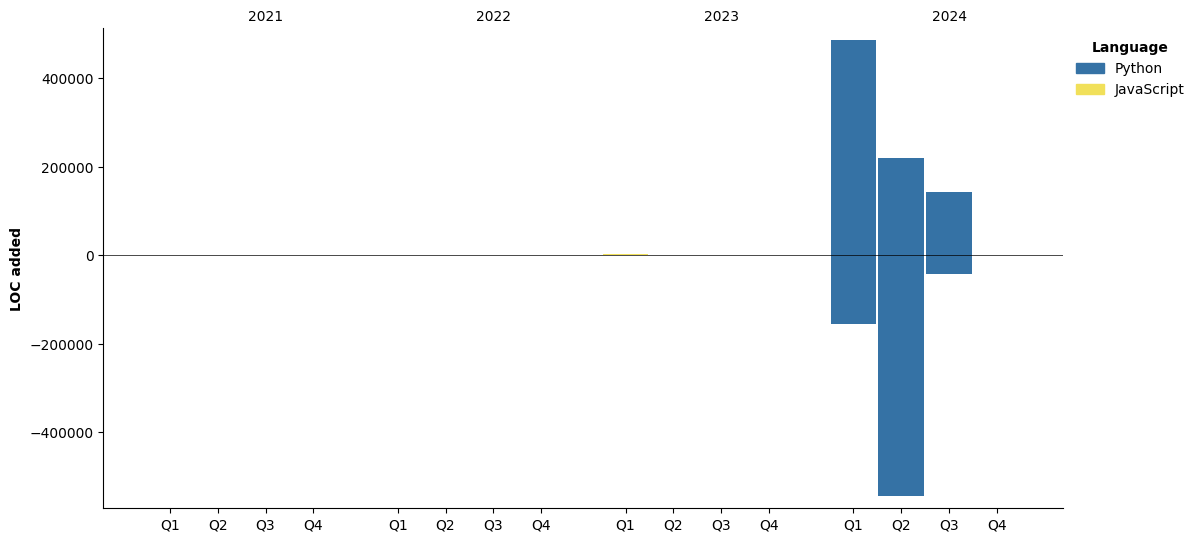 2021 2022 2023 2024
Language
Python
JavaScript
400000
200000
0
−200000
−400000
LOC added
Q1 Q2 Q3 Q4 Q1 Q2 Q3 Q4 Q1 Q2 Q3 Q4 Q1 Q2 Q3 Q4